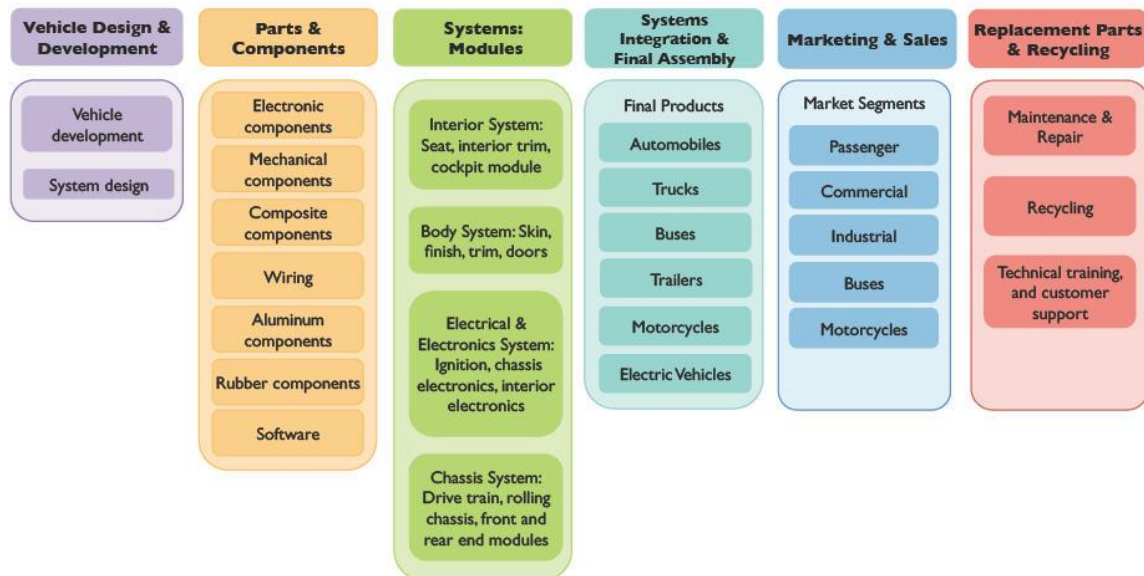 Vehicle Design &
Development
Vehicle
development
System design
Parts &
Components
Electronic
components
Mechanical
components
Composite
components
Wiring
Aluminum
components
Rubber components
Software
Systems:
Modules
Interior System:
Seat, interior trim,
cockpit module
Body System: Skin,
finish, trim, doors
Electrical &
Electronics System:
Ignition, chassis
electronics, interior
electronics
Chassis System:
Drive train, rolling
chassis, front and
rear end modules
Systems
Integration &
Final Assembly
Final Products
Automobiles
Trucks
Buses
Trailers
Motorcycles
Electric Vehicles
Marketing & Sales
Market Segments
Passenger
Commercial
Industrial
Buses
Motorcycles
Replacement Parts
& Recycling
Maintenance &
Repair
Recycling
Technical training,
and customer
support